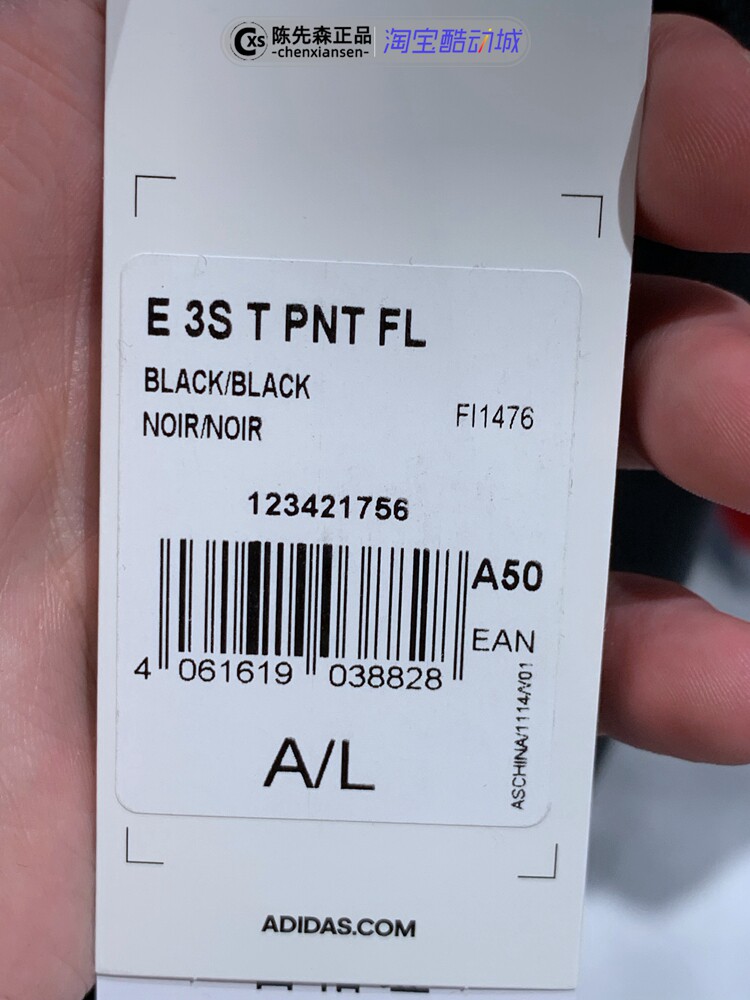 CXS 陈先森正品 淘宝酷动城
-chenxiansen-
E 3S T PNT FL
BLACK/BLACK
NOIR/NOIR
FI1476
123421756
A50
EAN
4 061619 038828
ASCHINA/1114/V01
A/L
ADIDAS.COM